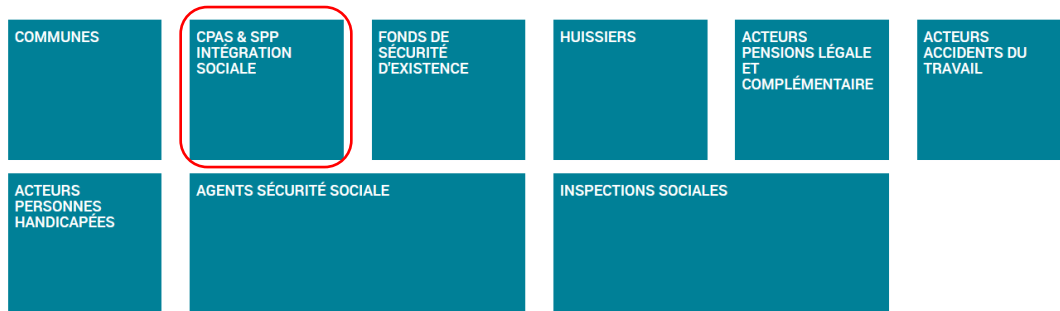 COMMUNES
CPAS & SPP
INTÉGRATION
SOCIALE
FONDS DE
SÉCURITÉ
D'EXISTENCE
HUISSIERS
ACTEURS
PENSIONS LÉGALE
ET
COMPLÉMENTAIRE
ACTEURS
ACCIDENTS DU
TRAVAIL
ACTEURS
PERSONNES
HANDICAPÉES
AGENTS SÉCURITÉ SOCIALE
INSPECTIONS SOCIALES